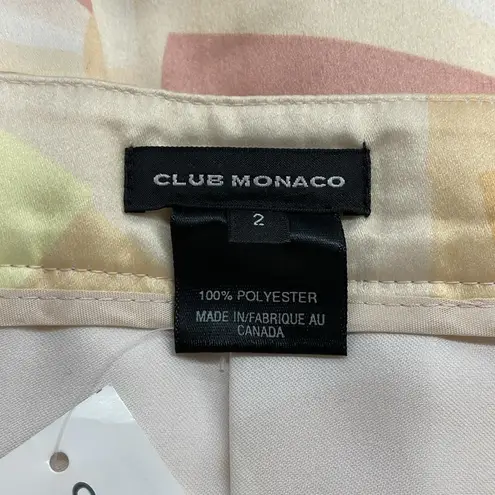 CLUB MONACO
2
100% POLYESTER
MADE IN/FABRIQUE AU
CANADA